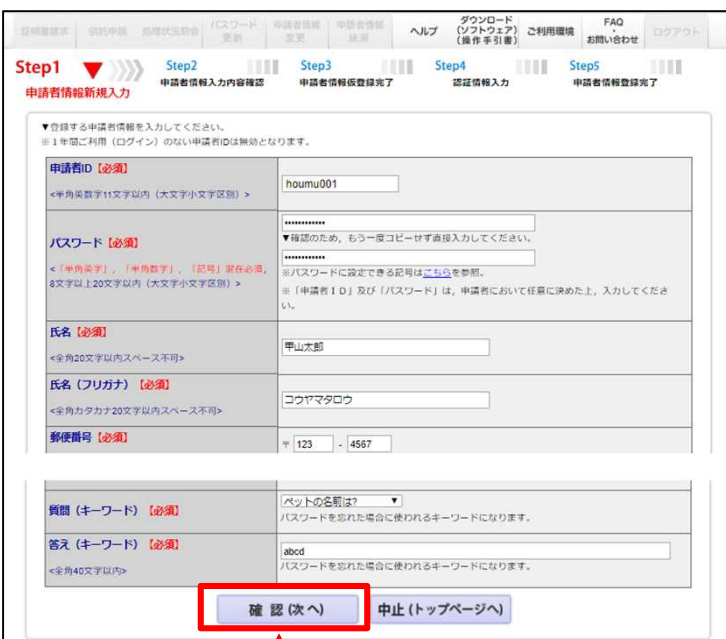 証明書請求 供託申請 処理状況照会 パスワード更新 申請者情報変更 申請者情報抹消 ヘルプ ダウンロード(ソフトウェア)(操作手引書) ご利用環境 FAQ・お問い合わせ ログアウト
Step1 Step2 Step3 Step4 Step5
申請者情報新規入力 申請者情報入力内容確認 申請者情報仮登録完了 認証情報入力 申請者情報登録完了
▼登録する申請者情報を入力してください。
※1年間ご利用(ログイン)のない申請者IDは無効となります。
申請者ID【必須】
<半角英数字11文字以内(大文字小文字区別)>
houmu001
パスワード【必須】
<「半角英字」,「半角数字」,「記号」混在必須,
8文字以上20文字以内(大文字小文字区別)>
••••••••••••
▼確認のため,もう一度コピーせず直接入力してください。
••••••••••••
※パスワードに設定できる記号はこちらを参照。
※「申請者ID」及び「パスワード」は,申請者において任意に決めた上,入力してくださ
い。
氏名【必須】
<全角20文字以内スペース不可>
甲山太郎
氏名(フリガナ)【必須】
<全角カタカナ20文字以内スペース不可>
コウヤマタロウ
郵便番号【必須】
〒 123 - 4567
質問(キーワード)【必須】
ペットの名前は? ▼
パスワードを忘れた場合に使われるキーワードになります。
答え(キーワード)【必須】
<全角40文字以内>
abcd
パスワードを忘れた場合に使われるキーワードになります。
確 認(次へ) 中止(トップページへ)